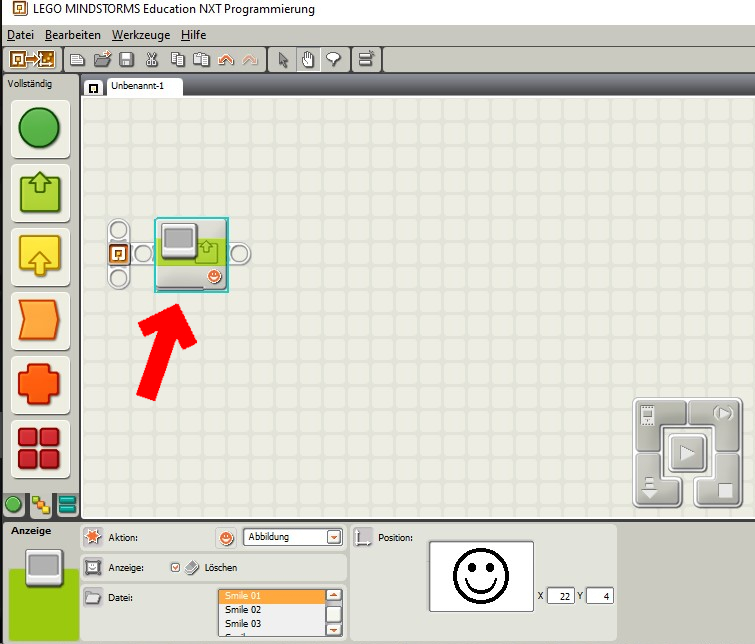 LEGO MINDSTORMS Education NXT Programmierung
Datei Bearbeiten Werkzeuge Hilfe
Vollständig
Unbenannt-1
Anzeige
Aktion:
Abbildung
Position:
Anzeige:
Löschen
X 22 Y 4
Datei:
Smile 01
Smile 02
Smile 03